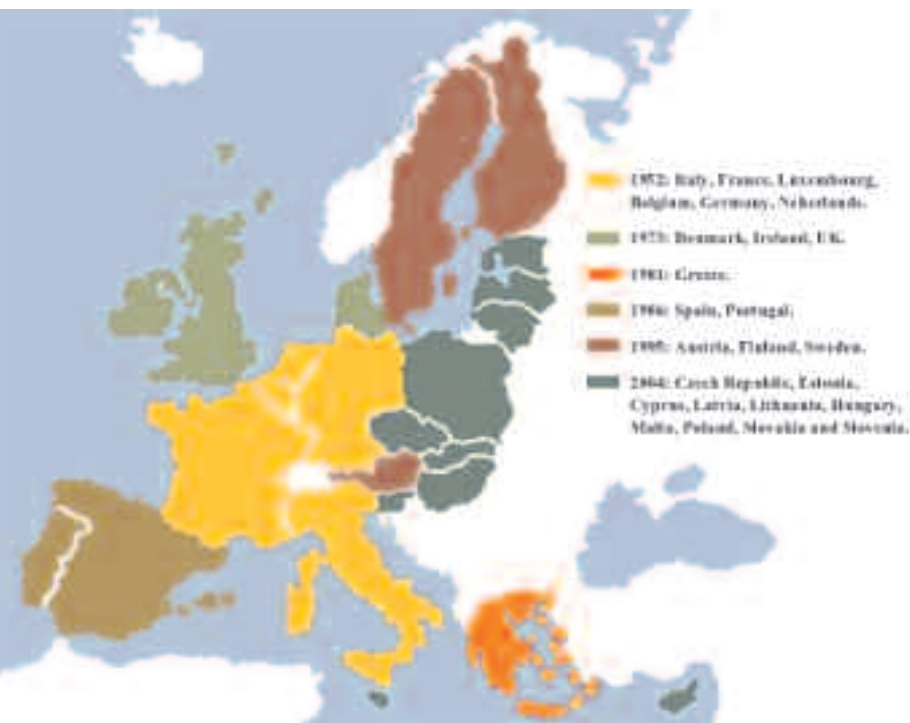 1952: Italy, France, Luxembourg,
Belgium, Germany, Netherlands.
1973: Denmark, Ireland, UK.
1981: Greece.
1986: Spain, Portugal.
1995: Austria, Finland, Sweden.
2004: Czech Republic, Estonia,
Cyprus, Latvia, Lithuania, Hungary,
Malta, Poland, Slovakia and Slovenia.